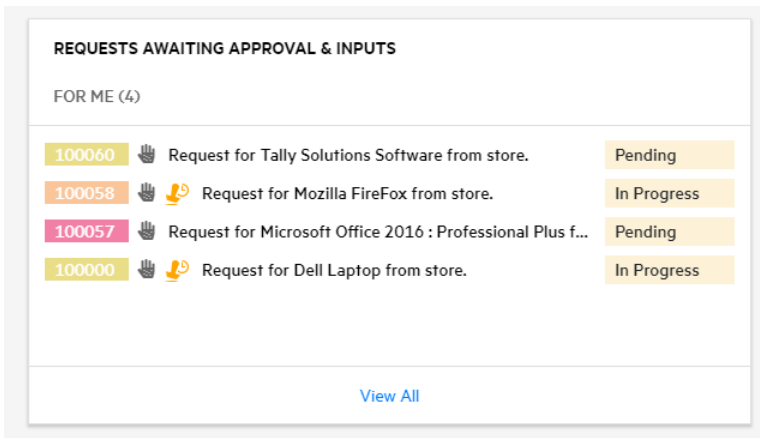 REQUESTS AWAITING APPROVAL & INPUTS
FOR ME (4)
100060 Request for Tally Solutions Software from store. Pending
100058 Request for Mozilla FireFox from store. In Progress
100057 Request for Microsoft Office 2016 : Professional Plus f... Pending
100000 Request for Dell Laptop from store. In Progress
View All